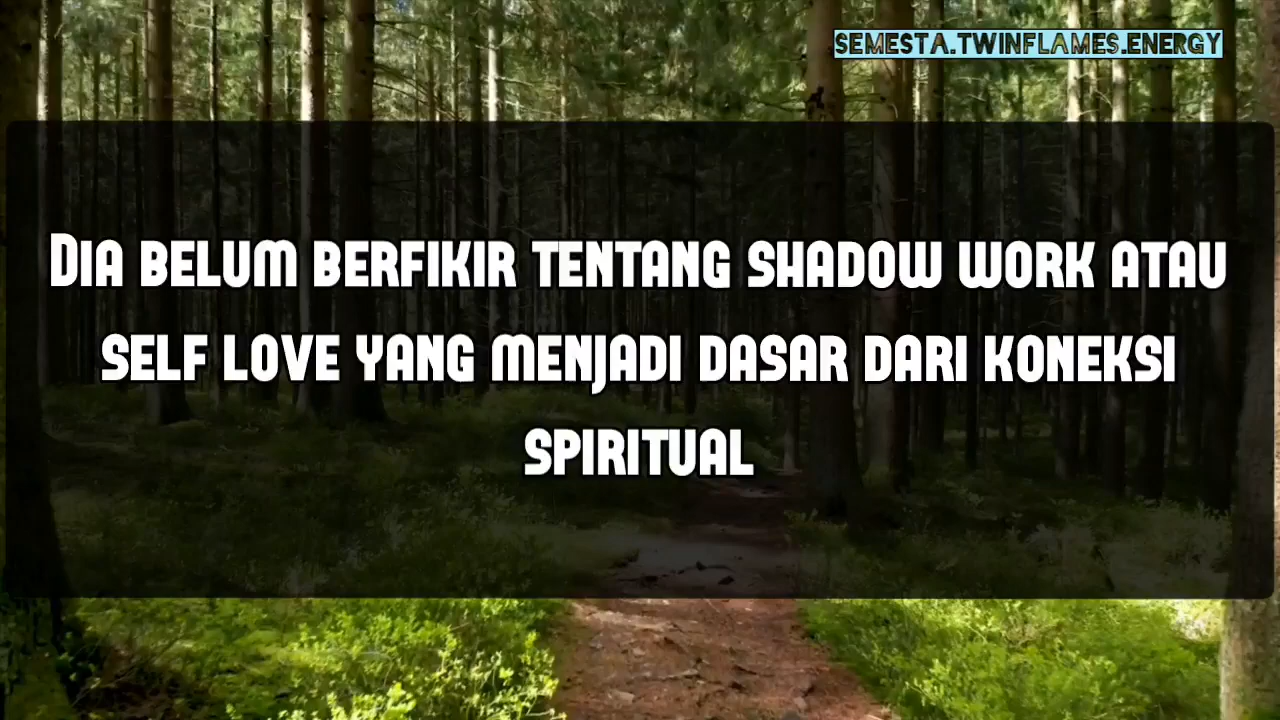 SEMESTA.TWINFLAMES.ENERGY
Dia belum berfikir tentang shadow work atau
self love yang menjadi dasar dari koneksi
spiritual